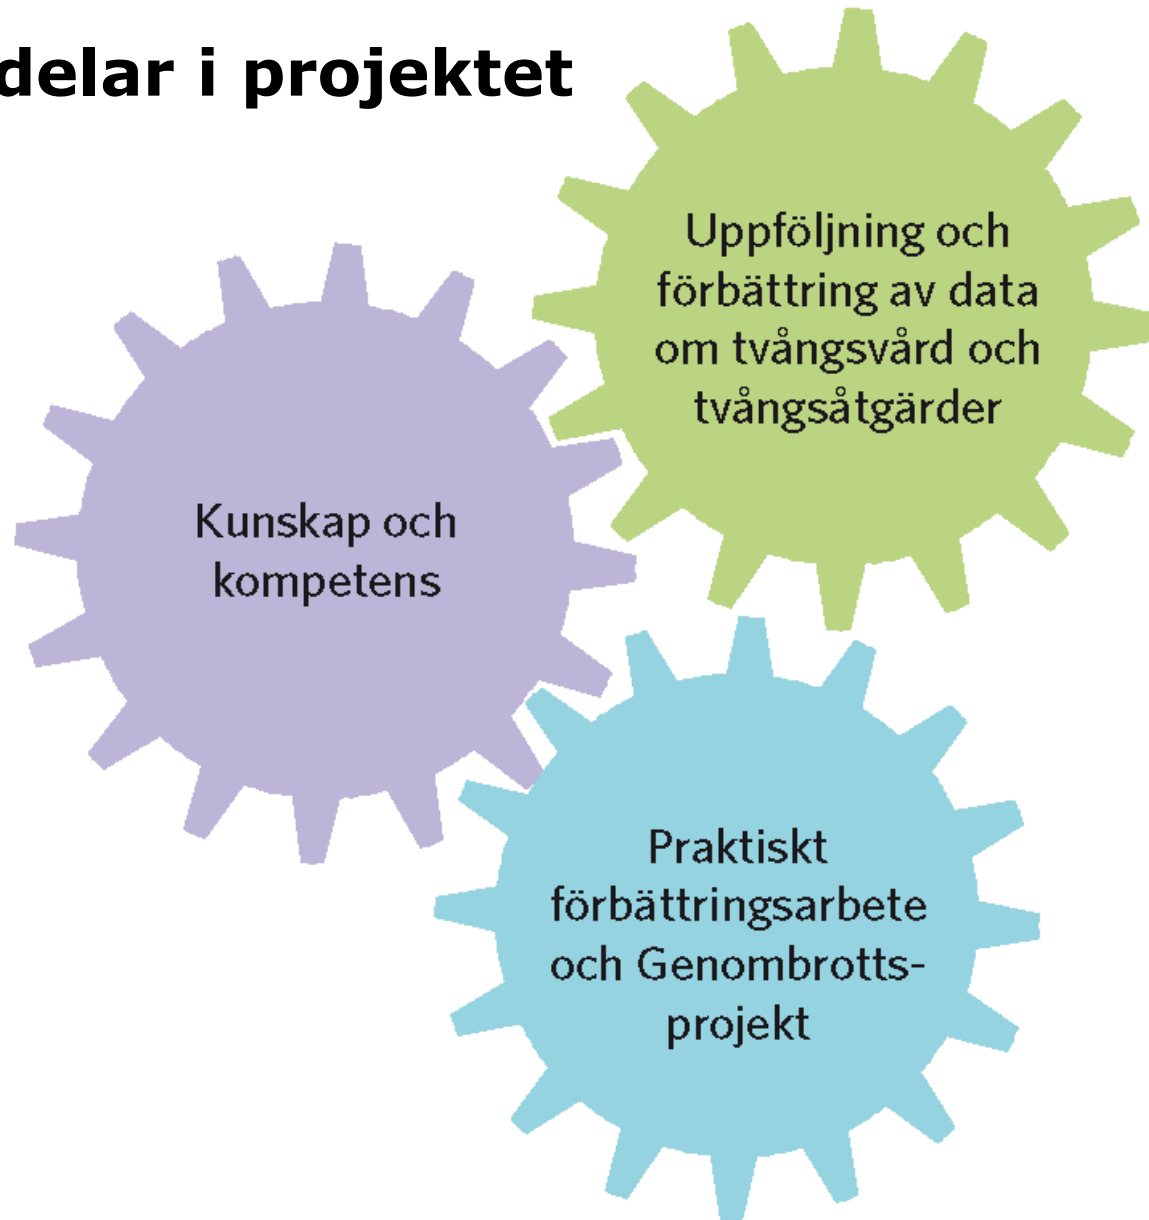 delar i projektet
Uppföljning och
förbättring av data
om tvångsvård och
tvångsåtgärder
Kunskap och
kompetens
Praktiskt
förbättringsarbete
och Genombrotts-
projekt